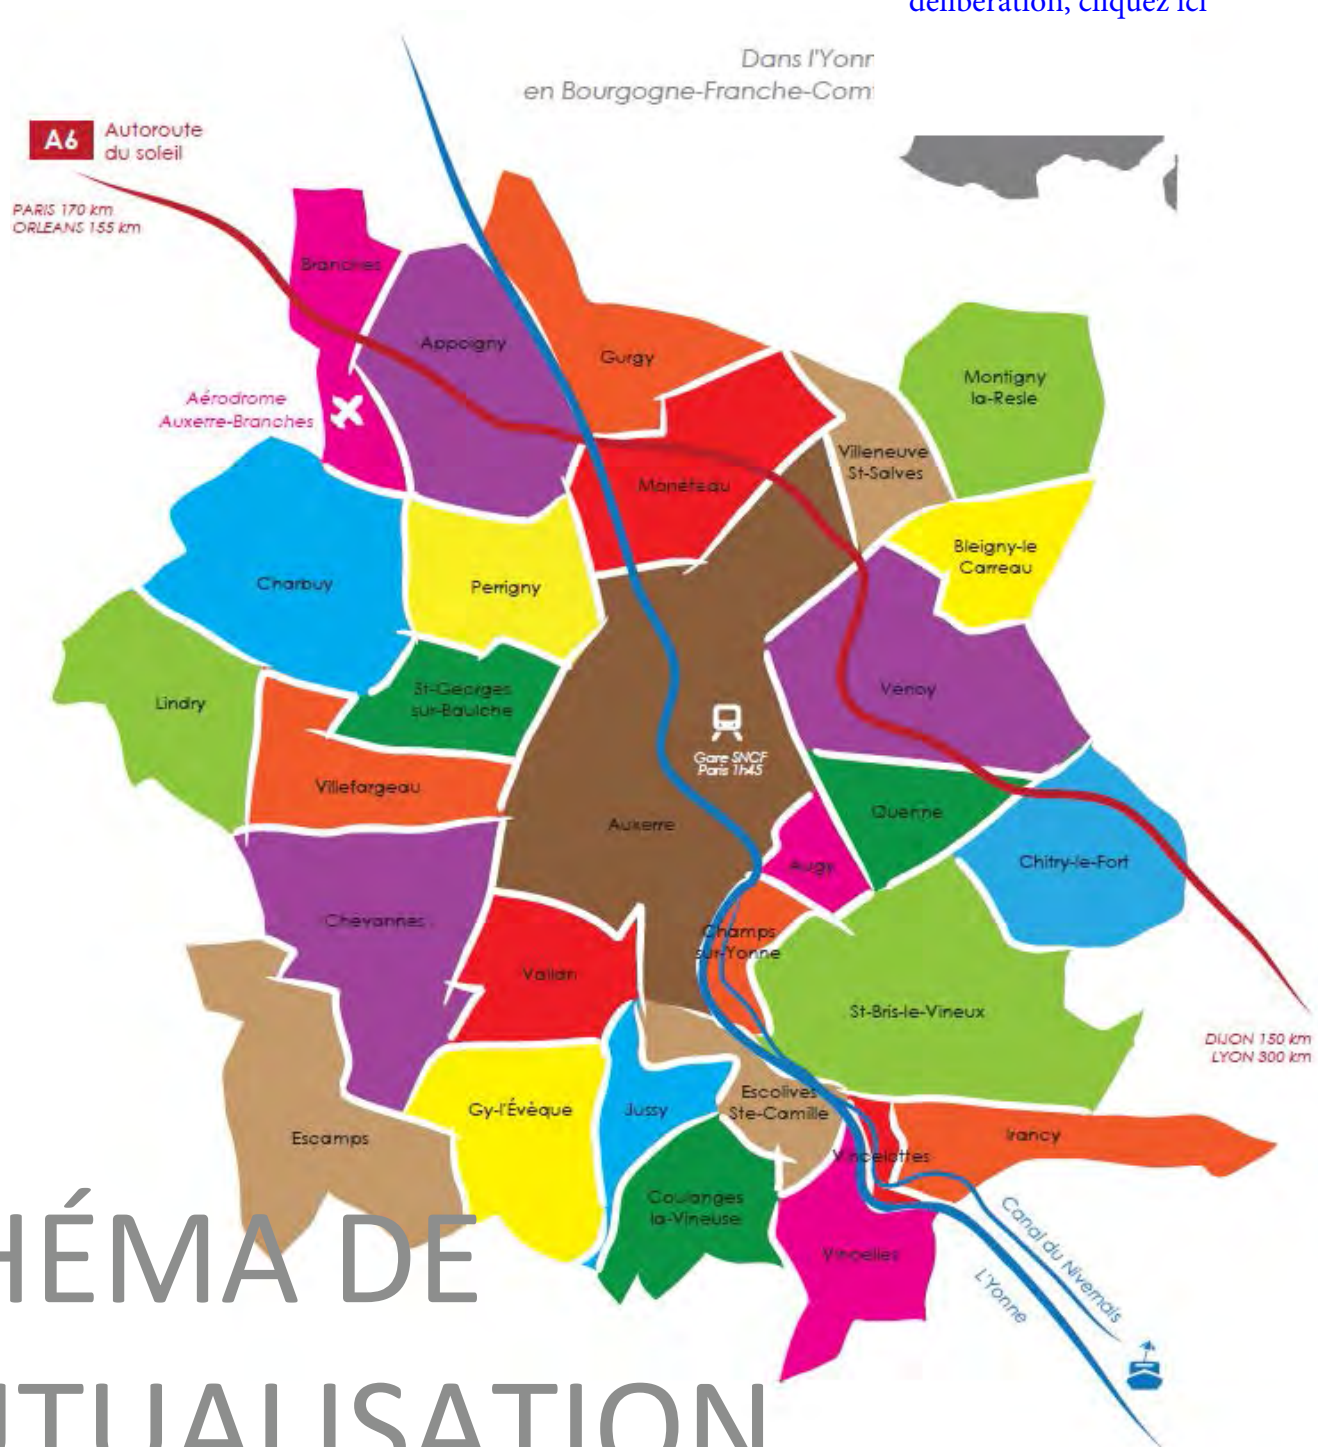 délibération, cliquez ici
Dans l'Yonn
en Bourgogne-Franche-Com
A6
Autoroute
du soleil
PARIS 170 km
ORLEANS 155 km
Branches
Appoigny
Gurgy
Montigny
la-Resle
Aérodrome
Auxerre-Branches
Villeneuve
St-Salves
Monéteau
Bleigny-le
Carreau
Charbuy
Perrigny
St-Georges
sur-Baulche
Venoy
Lindry
Gare SNCF
Paris 1h45
Villefargeau
Auxerre
Quenne
Augy
Chitry-le-Fort
Chevannes
Champs
sur-Yonne
Vallan
St-Bris-le-Vineux
DIJON 150 km
LYON 300 km
Escolives
Ste-Camille
Gy-l'Évèque
Jussy
Escamps
Irancy
Vincelottes
Coulanges
la-Vineuse
Vincelles
Canal du Nivernais
L'Yonne
HÉMA DE
UTUALISATION